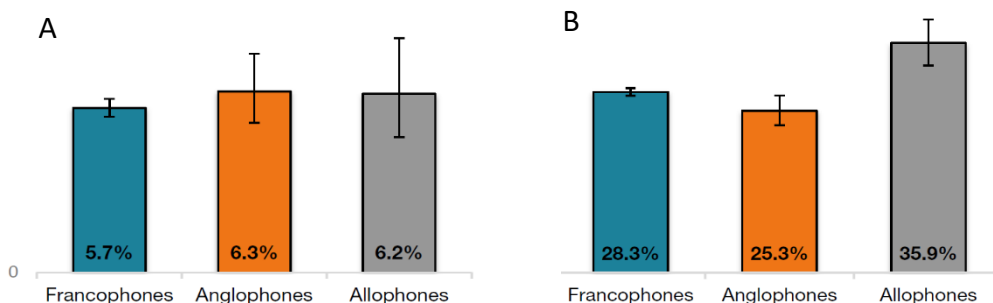 A
5.7% 6.3% 6.2%
0
Francophones Anglophones Allophones
B
28.3% 25.3% 35.9%
Francophones Anglophones Allophones